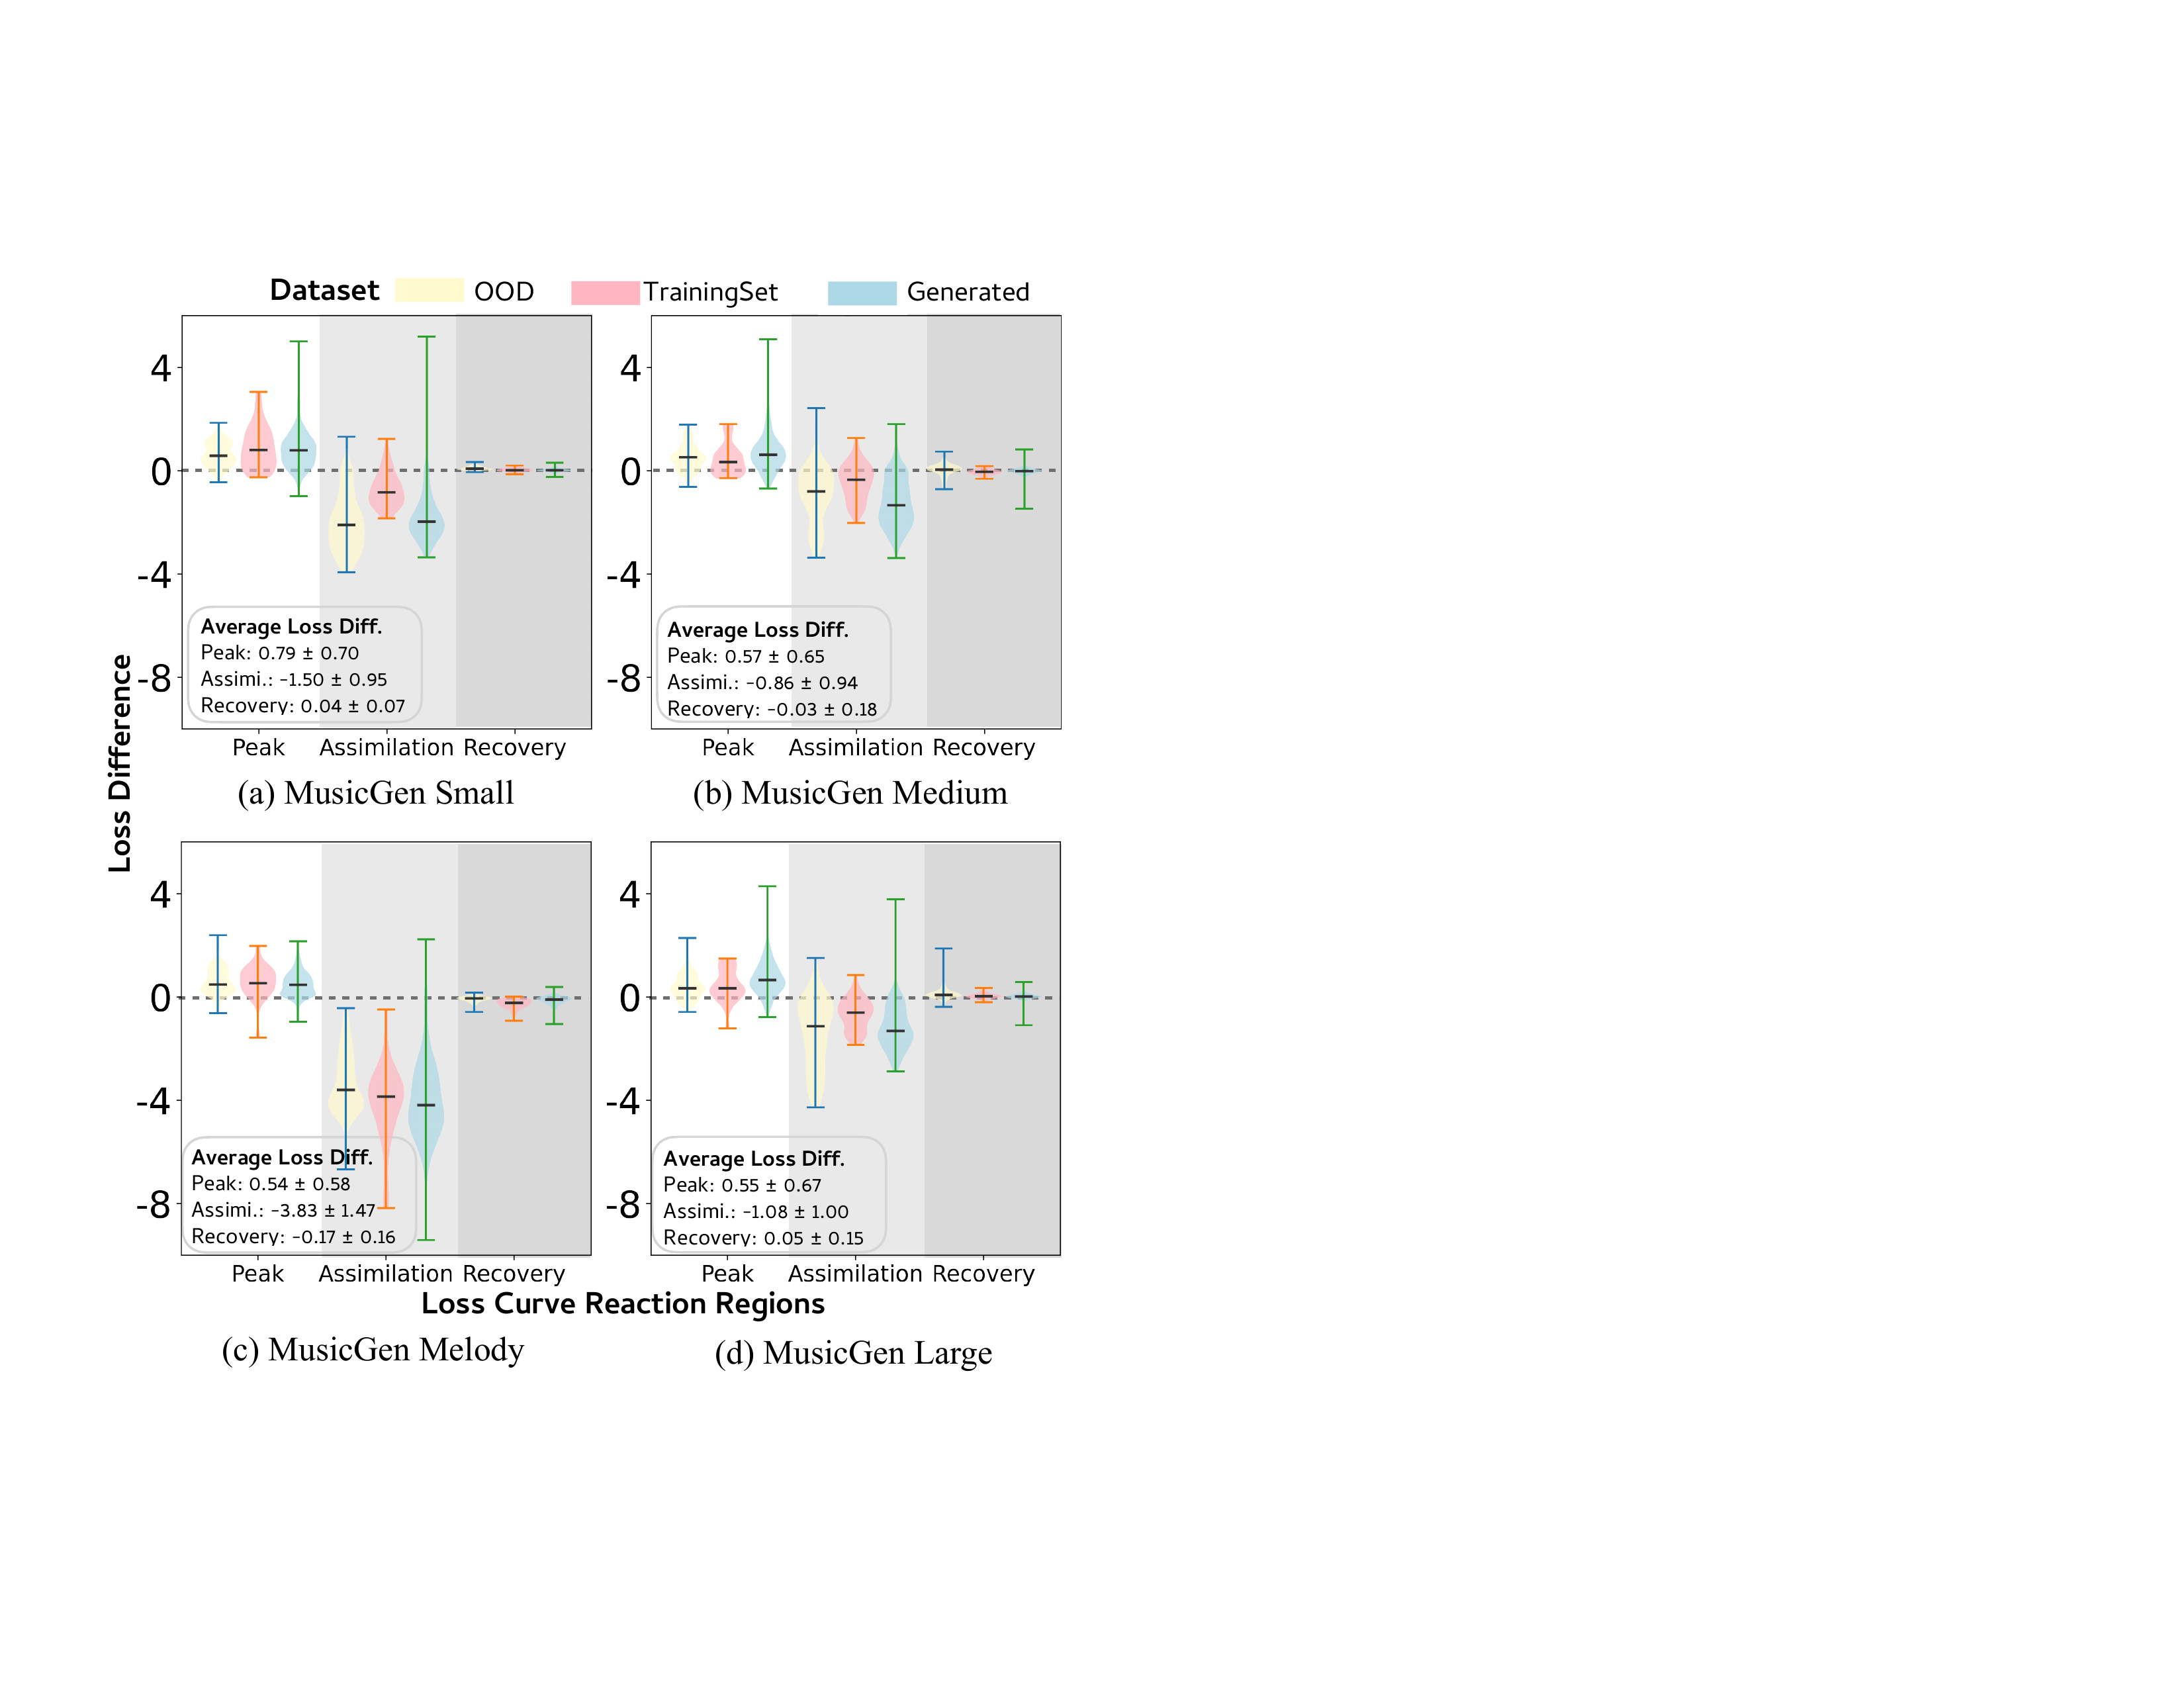 Dataset OOD TrainingSet Generated
Loss Difference
4
0
-4
-8
Average Loss Diff.
Peak: 0.79 ± 0.70
Assimi.: -1.50 ± 0.95
Recovery: 0.04 ± 0.07
Peak Assimilation Recovery
(a) MusicGen Small
4
0
-4
-8
Average Loss Diff.
Peak: 0.57 ± 0.65
Assimi.: -0.86 ± 0.94
Recovery: -0.03 ± 0.18
Peak Assimilation Recovery
(b) MusicGen Medium
4
0
-4
-8
Average Loss Diff.
Peak: 0.54 ± 0.58
Assimi.: -3.83 ± 1.47
Recovery: -0.17 ± 0.16
Peak Assimilation Recovery
4
0
-4
-8
Average Loss Diff.
Peak: 0.55 ± 0.67
Assimi.: -1.08 ± 1.00
Recovery: 0.05 ± 0.15
Peak Assimilation Recovery
Loss Curve Reaction Regions
(c) MusicGen Melody
(d) MusicGen Large